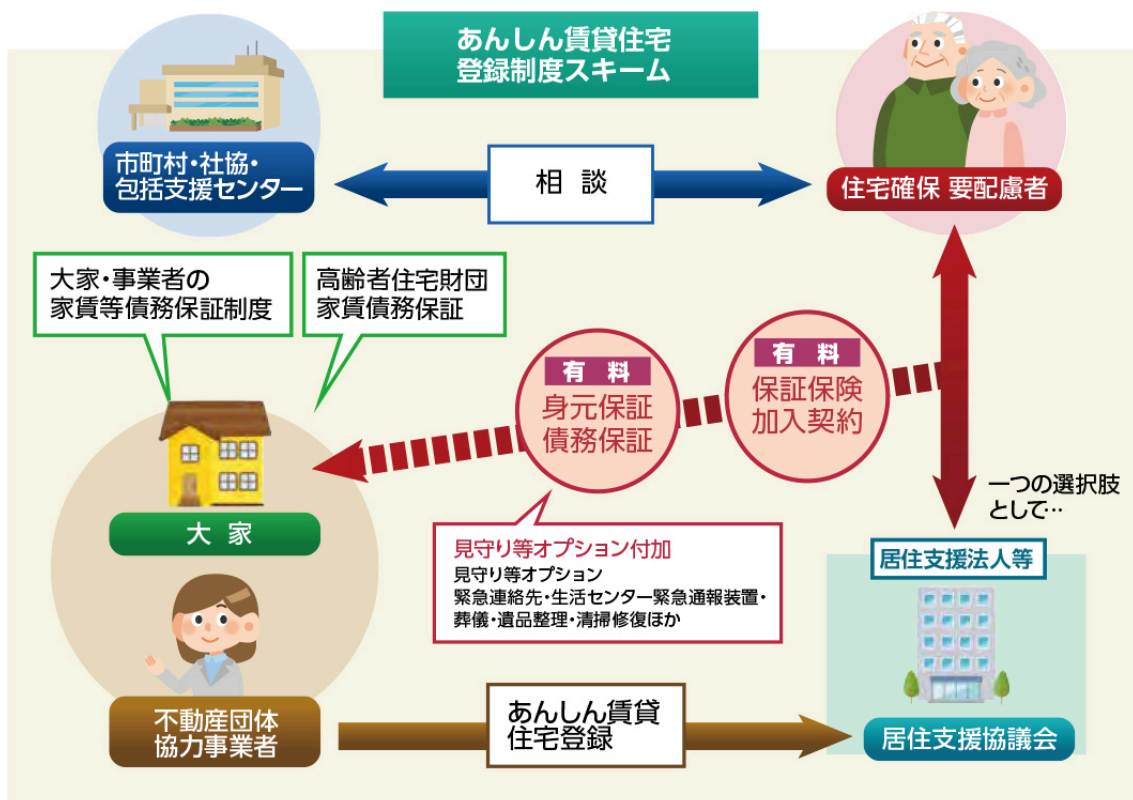 あんしん賃貸住宅
登録制度スキーム
市町村・社協・
包括支援センター
相 談
住宅確保 要配慮者
大家・事業者の
家賃等債務保証制度
高齢者住宅財団
家賃債務保証
有 料
身元保証
債務保証
有 料
保証保険
加入契約
一つの選択肢
として…
大 家
見守り等オプション付加
見守り等オプション
緊急連絡先・生活センター緊急通報装置・
葬儀・遺品整理・清掃修復ほか
居住支援法人等
不動産団体
協力事業者
あんしん賃貸
住宅登録
居住支援協議会